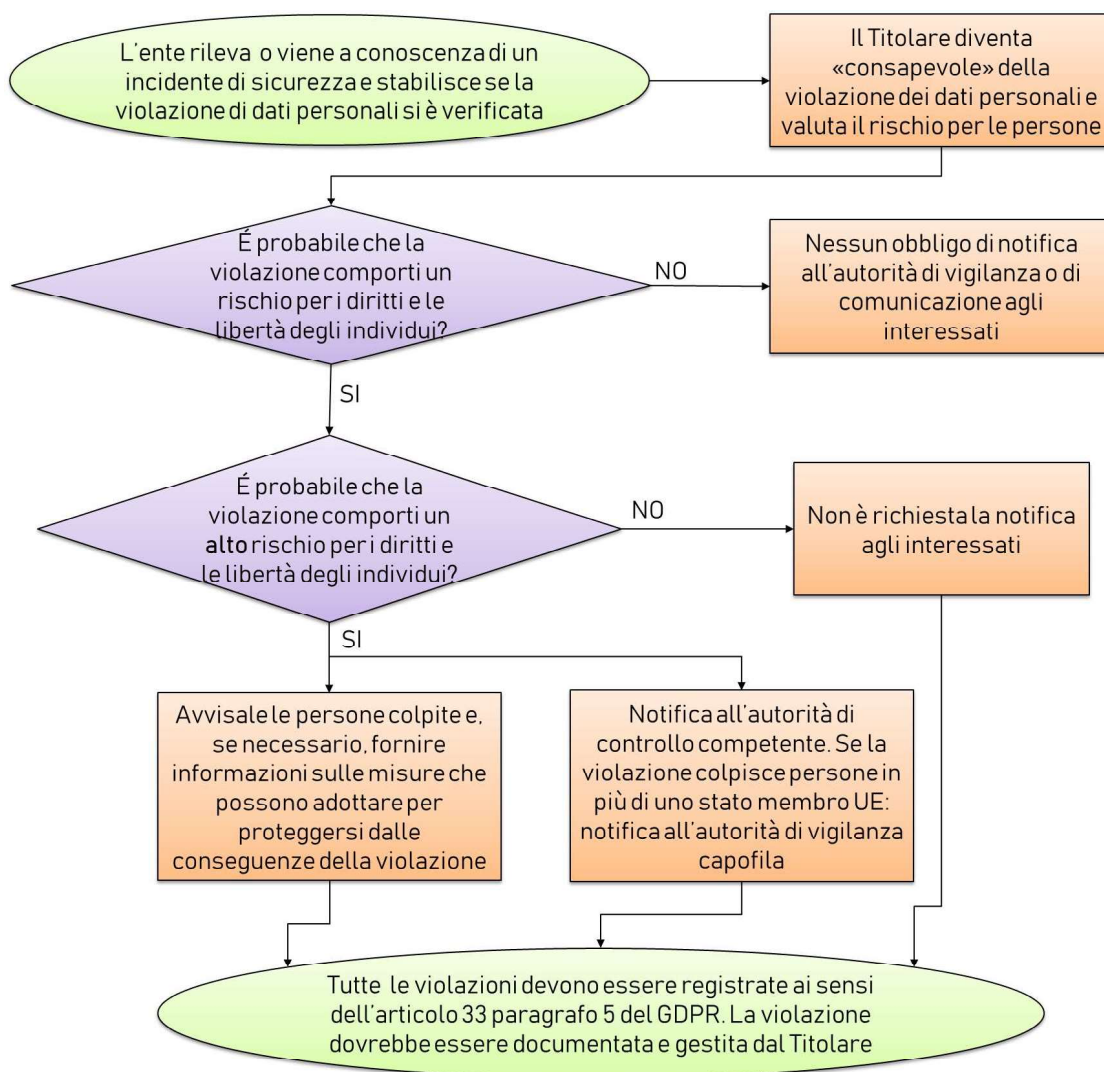 L'ente rileva o viene a conoscenza di un
incidente di sicurezza e stabilisce se la
violazione di dati personali si è verificata
Il Titolare diventa
«consapevole» della
violazione dei dati personali e
valuta il rischio per le persone
É probabile che la
violazione comporti un
rischio per i diritti e le
libertà degli individui?
NO
Nessun obbligo di notifica
all'autorità di vigilanza o di
comunicazione agli
interessati
SI
É probabile che la
violazione comporti un
alto rischio per i diritti e
le libertà degli individui?
NO
Non è richiesta la notifica
agli interessati
SI
Avvisale le persone colpite e,
se necessario, fornire
informazioni sulle misure che
possono adottare per
proteggersi dalle
conseguenze della violazione
Notifica all'autorità di
controllo competente. Se la
violazione colpisce persone in
più di uno stato membro UE:
notifica all'autorità di vigilanza
capofila
Tutte le violazioni devono essere registrate ai sensi
dell'articolo 33 paragrafo 5 del GDPR. La violazione
dovrebbe essere documentata e gestita dal Titolare